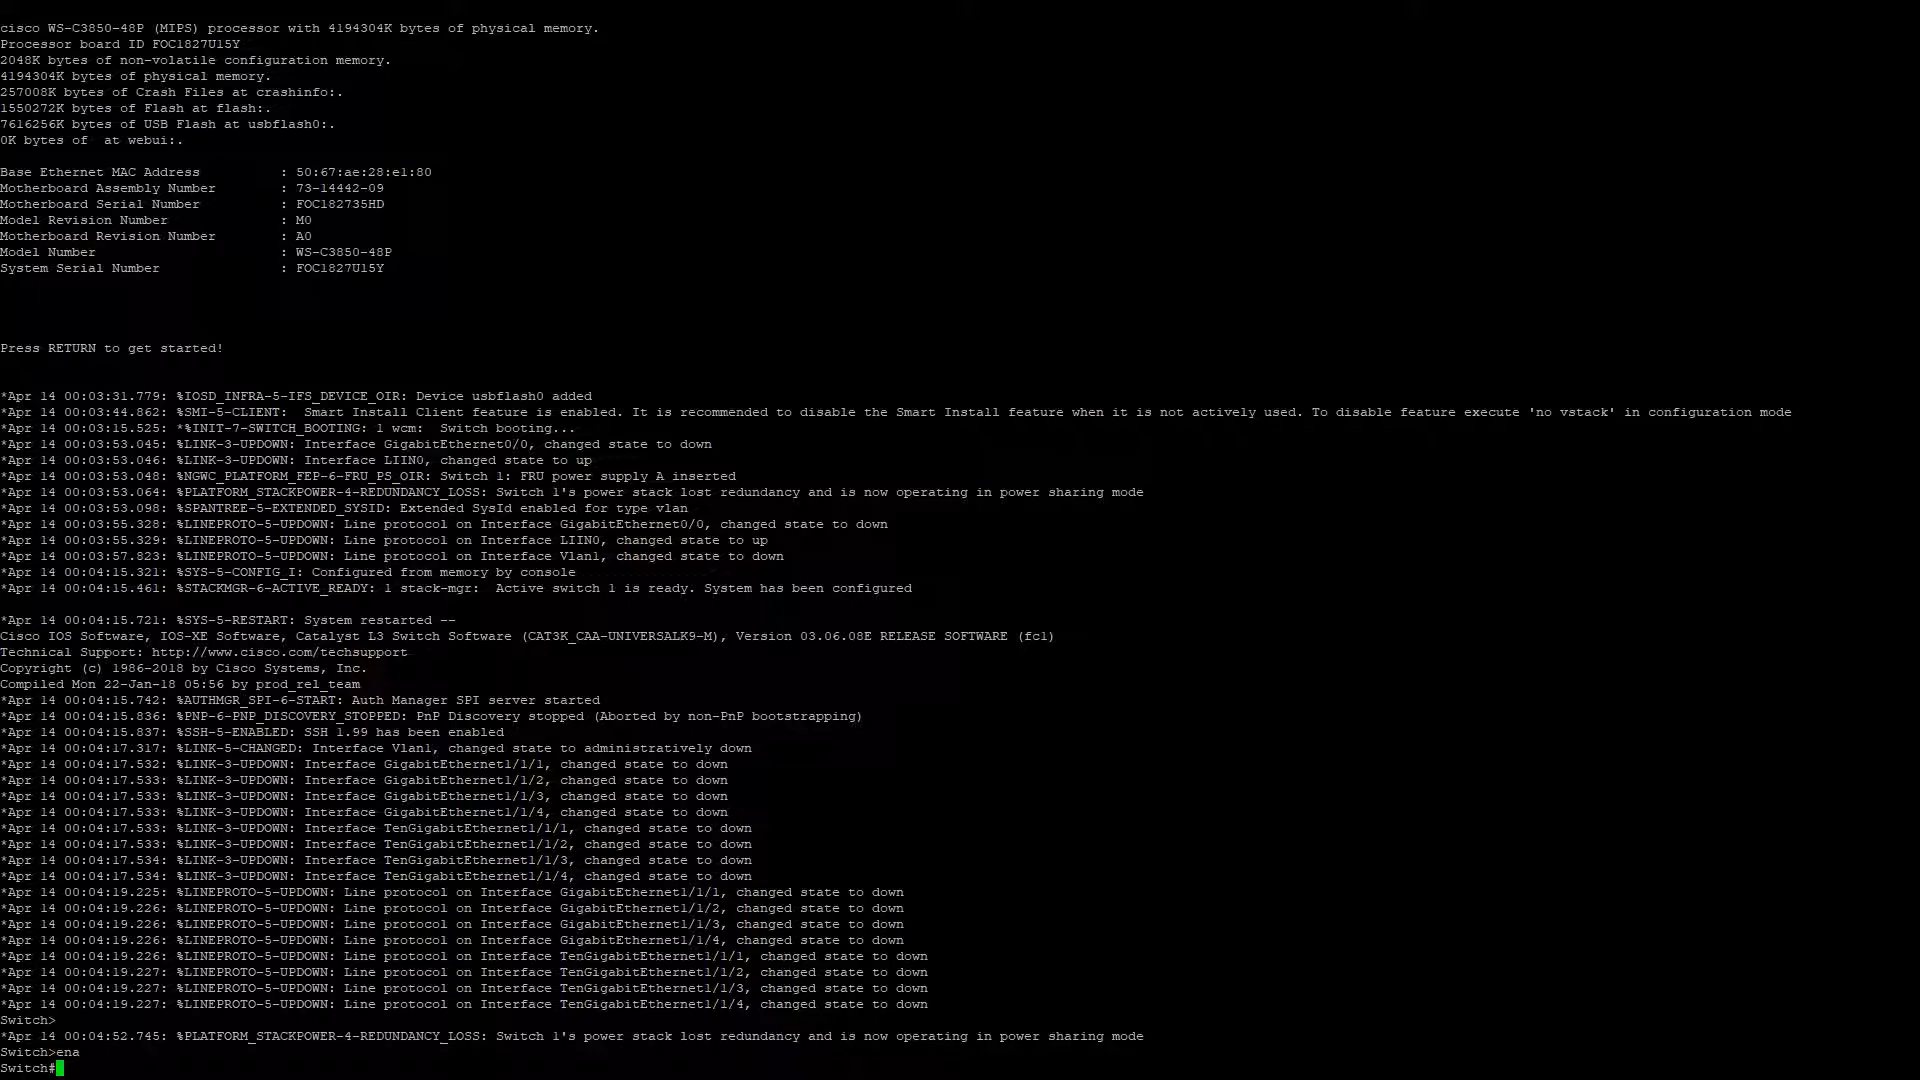 cisco WS-C3850-48P (MIPS) processor with 4194304K bytes of physical memory.
Processor board ID FOC1827U15Y
2048K bytes of non-volatile configuration memory.
4194304K bytes of physical memory.
257008K bytes of Crash Files at crashinfo:.
1550272K bytes of Flash at flash:.
7616256K bytes of USB Flash at usbflash0:.
0K bytes of  at webui:.
Base Ethernet MAC Address          : 50:67:ae:28:e1:80
Motherboard Assembly Number        : 73-14442-09
Motherboard Serial Number          : FOC182735HD
Model Revision Number              : M0
Motherboard Revision Number        : A0
Model Number                       : WS-C3850-48P
System Serial Number               : FOC1827U15Y
Press RETURN to get started!
*Apr 14 00:03:31.779: %IOSD_INFRA-5-IFS_DEVICE_OIR: Device usbflash0 added
*Apr 14 00:03:44.862: %SMI-5-CLIENT:  Smart Install Client feature is enabled. It is recommended to disable the Smart Install feature when it is not actively used. To disable feature execute 'no vstack' in configuration mode
*Apr 14 00:03:15.525: *%INIT-7-SWITCH_BOOTING: 1 wcm:  Switch booting...
*Apr 14 00:03:53.045: %LINK-3-UPDOWN: Interface GigabitEthernet0/0, changed state to down
*Apr 14 00:03:53.046: %LINK-3-UPDOWN: Interface LIIN0, changed state to up
*Apr 14 00:03:53.048: %NGWC_PLATFORM_FEP-6-FRU_PS_OIR: Switch 1: FRU power supply A inserted
*Apr 14 00:03:53.064: %PLATFORM_STACKPOWER-4-REDUNDANCY_LOSS: Switch 1's power stack lost redundancy and is now operating in power sharing mode
*Apr 14 00:03:53.098: %SPANTREE-5-EXTENDED_SYSID: Extended SysId enabled for type vlan
*Apr 14 00:03:55.328: %LINEPROTO-5-UPDOWN: Line protocol on Interface GigabitEthernet0/0, changed state to down
*Apr 14 00:03:55.329: %LINEPROTO-5-UPDOWN: Line protocol on Interface LIIN0, changed state to up
*Apr 14 00:03:57.823: %LINEPROTO-5-UPDOWN: Line protocol on Interface Vlan1, changed state to down
*Apr 14 00:04:15.321: %SYS-5-CONFIG_I: Configured from memory by console
*Apr 14 00:04:15.461: %STACKMGR-6-ACTIVE_READY: 1 stack-mgr:  Active switch 1 is ready. System has been configured
*Apr 14 00:04:15.721: %SYS-5-RESTART: System restarted --
Cisco IOS Software, IOS-XE Software, Catalyst L3 Switch Software (CAT3K_CAA-UNIVERSALK9-M), Version 03.06.08E RELEASE SOFTWARE (fc1)
Technical Support: http://www.cisco.com/techsupport
Copyright (c) 1986-2018 by Cisco Systems, Inc.
Compiled Mon 22-Jan-18 05:56 by prod_rel_team
*Apr 14 00:04:15.742: %AUTHMGR_SPI-6-START: Auth Manager SPI server started
*Apr 14 00:04:15.836: %PNP-6-PNP_DISCOVERY_STOPPED: PnP Discovery stopped (Aborted by non-PnP bootstrapping)
*Apr 14 00:04:15.837: %SSH-5-ENABLED: SSH 1.99 has been enabled
*Apr 14 00:04:17.317: %LINK-5-CHANGED: Interface Vlan1, changed state to administratively down
*Apr 14 00:04:17.532: %LINK-3-UPDOWN: Interface GigabitEthernet1/1/1, changed state to down
*Apr 14 00:04:17.533: %LINK-3-UPDOWN: Interface GigabitEthernet1/1/2, changed state to down
*Apr 14 00:04:17.533: %LINK-3-UPDOWN: Interface GigabitEthernet1/1/3, changed state to down
*Apr 14 00:04:17.533: %LINK-3-UPDOWN: Interface GigabitEthernet1/1/4, changed state to down
*Apr 14 00:04:17.533: %LINK-3-UPDOWN: Interface TenGigabitEthernet1/1/1, changed state to down
*Apr 14 00:04:17.533: %LINK-3-UPDOWN: Interface TenGigabitEthernet1/1/2, changed state to down
*Apr 14 00:04:17.534: %LINK-3-UPDOWN: Interface TenGigabitEthernet1/1/3, changed state to down
*Apr 14 00:04:17.534: %LINK-3-UPDOWN: Interface TenGigabitEthernet1/1/4, changed state to down
*Apr 14 00:04:19.225: %LINEPROTO-5-UPDOWN: Line protocol on Interface GigabitEthernet1/1/1, changed state to down
*Apr 14 00:04:19.226: %LINEPROTO-5-UPDOWN: Line protocol on Interface GigabitEthernet1/1/2, changed state to down
*Apr 14 00:04:19.226: %LINEPROTO-5-UPDOWN: Line protocol on Interface GigabitEthernet1/1/3, changed state to down
*Apr 14 00:04:19.226: %LINEPROTO-5-UPDOWN: Line protocol on Interface GigabitEthernet1/1/4, changed state to down
*Apr 14 00:04:19.226: %LINEPROTO-5-UPDOWN: Line protocol on Interface TenGigabitEthernet1/1/1, changed state to down
*Apr 14 00:04:19.227: %LINEPROTO-5-UPDOWN: Line protocol on Interface TenGigabitEthernet1/1/2, changed state to down
*Apr 14 00:04:19.227: %LINEPROTO-5-UPDOWN: Line protocol on Interface TenGigabitEthernet1/1/3, changed state to down
*Apr 14 00:04:19.227: %LINEPROTO-5-UPDOWN: Line protocol on Interface TenGigabitEthernet1/1/4, changed state to down
Switch>
*Apr 14 00:04:52.745: %PLATFORM_STACKPOWER-4-REDUNDANCY_LOSS: Switch 1's power stack lost redundancy and is now operating in power sharing mode
Switch>ena
Switch#